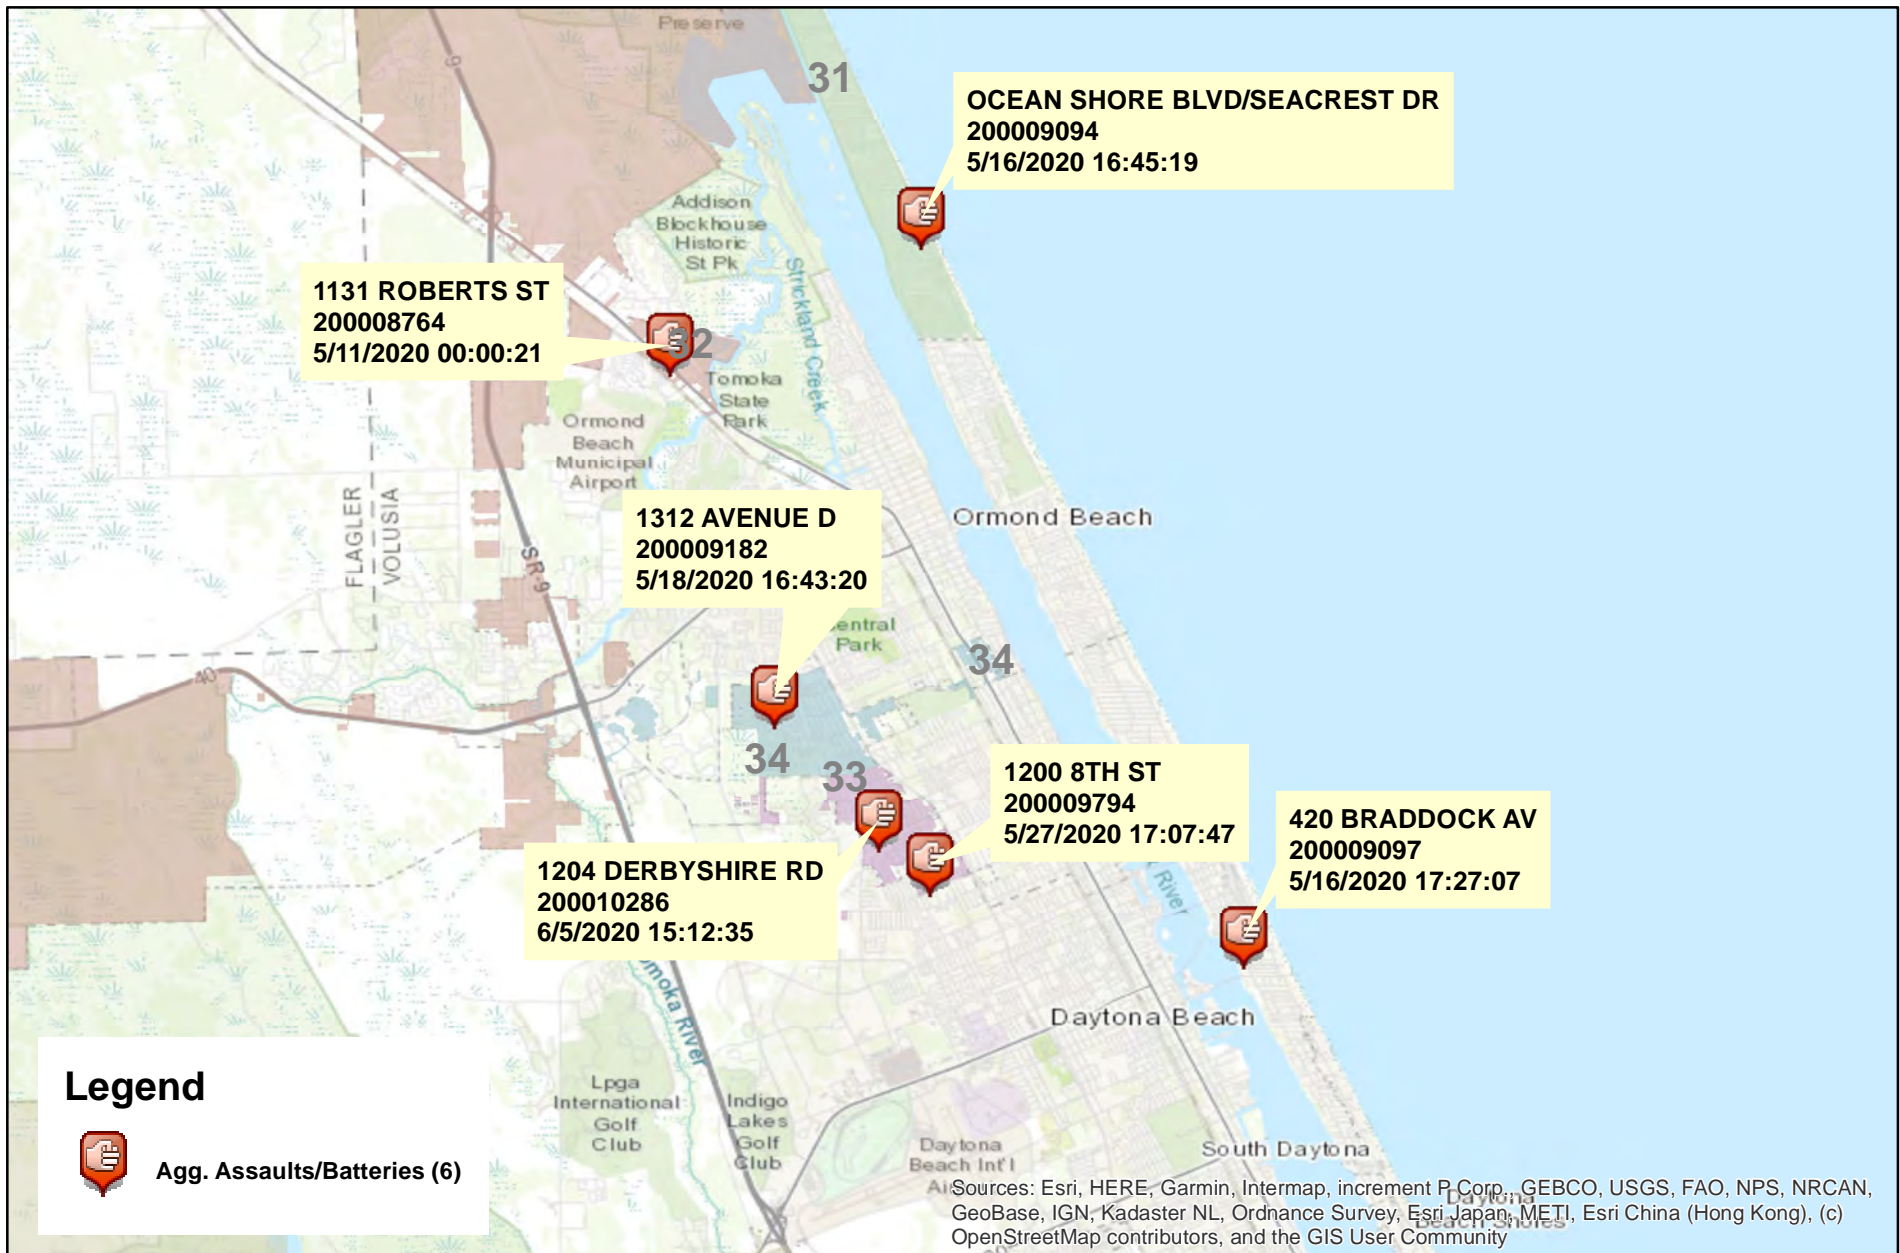 Preserve
31
OCEAN SHORE BLVD/SEACREST DR
200009094
5/16/2020 16:45:19
Addison
Blockhouse
Historic
St Pk
Strickland Creek
1131 ROBERTS ST
200008764
5/11/2020 00:00:21
32
Tomoka
State
Park
Ormond
Beach
Municipal
Airport
FLAGLER
VOLUSIA
SR-9
1312 AVENUE D
200009182
5/18/2020 16:43:20
Ormond Beach
entral
Park
34
40
34
33
1200 8TH ST
200009794
5/27/2020 17:07:47
420 BRADDOCK AV
200009097
5/16/2020 17:27:07
River
1204 DERBYSHIRE RD
200010286
6/5/2020 15:12:35
omoka River
Daytona Beach
Legend
Agg. Assaults/Batteries (6)
Lpga
International
Golf
Club
Indigo
Lakes
Golf
Club
Daytona
Beach Int'l
South Daytona
Daytona
Beach Shores
Sources: Esri, HERE, Garmin, Intermap, increment P Corp., GEBCO, USGS, FAO, NPS, NRCAN,
GeoBase, IGN, Kadaster NL, Ordnance Survey, Esri Japan, METI, Esri China (Hong Kong), (c)
OpenStreetMap contributors, and the GIS User Community